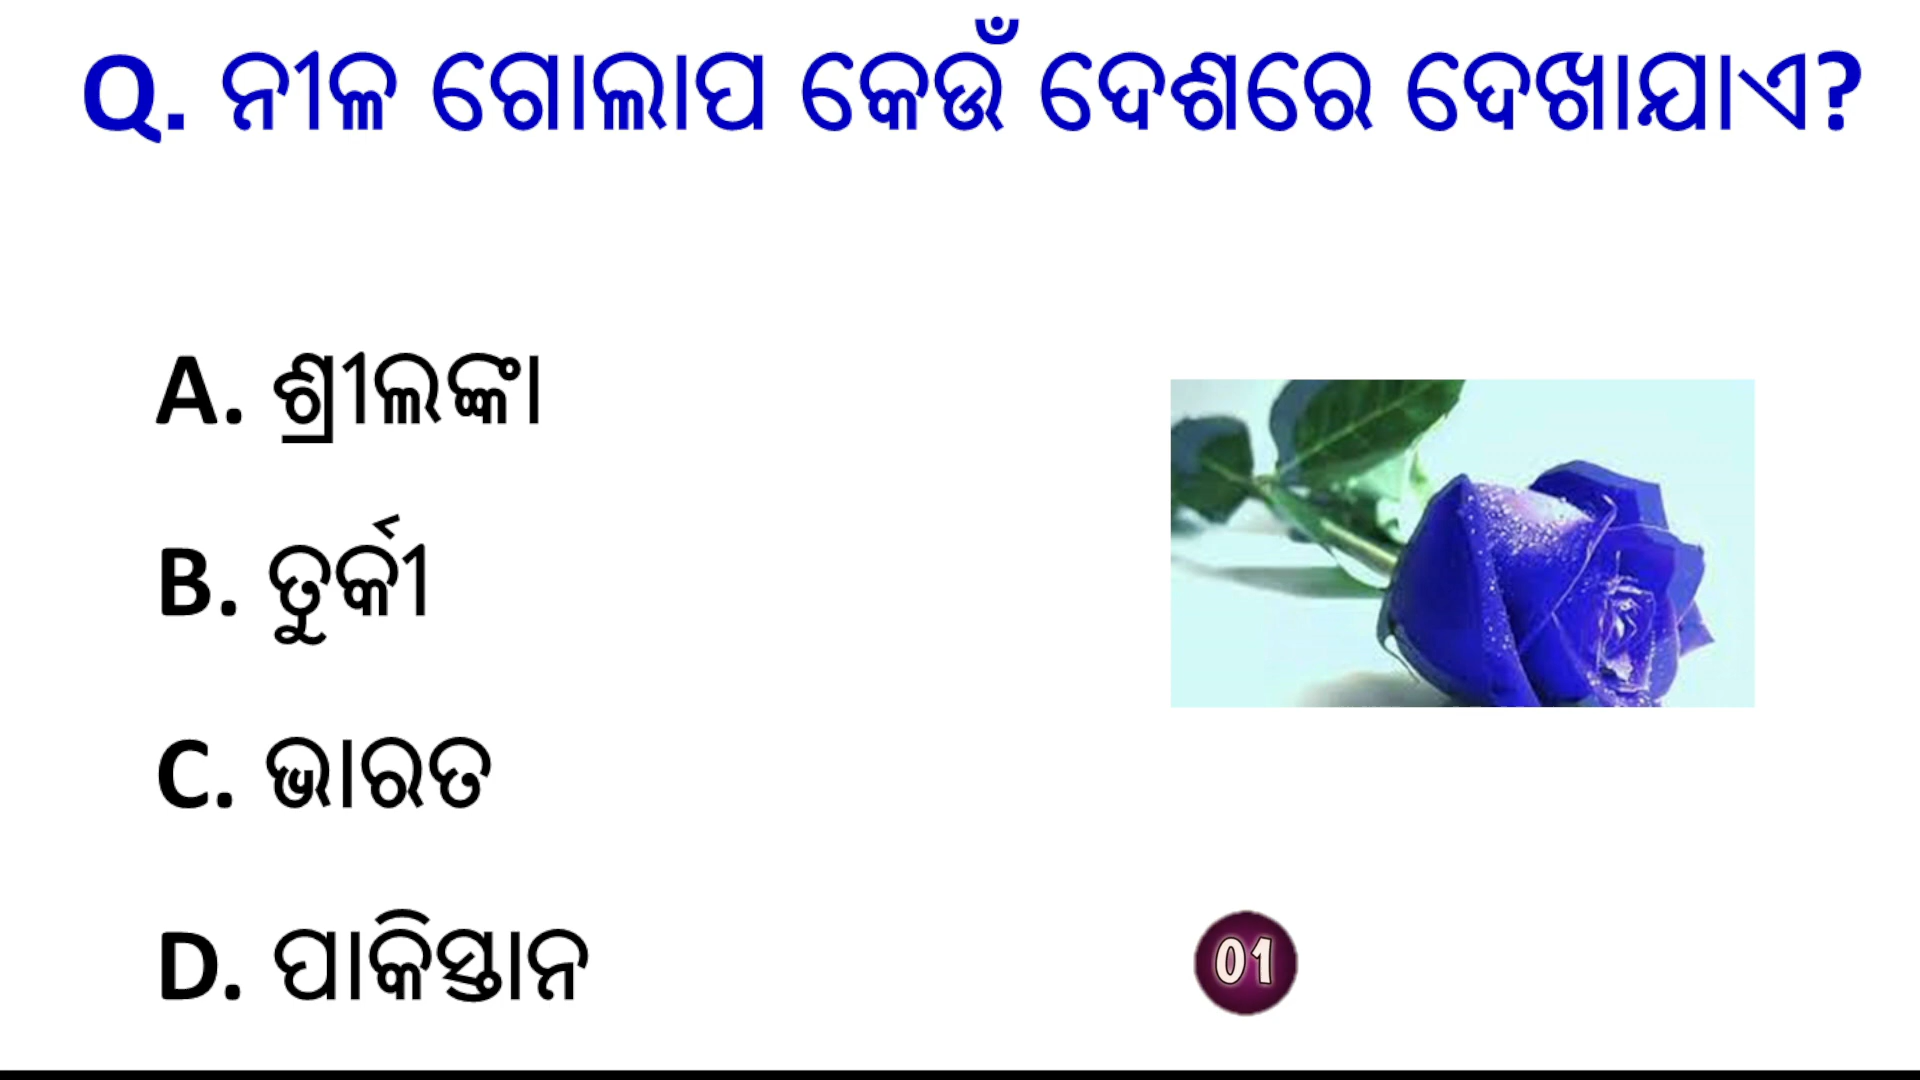 Q. ନୀଳ ଗୋଲାପ କେଉଁ ଦେଶରେ ଦେଖାଯାଏ?
A. ଶ୍ରୀଲଙ୍କା
B. ତୁର୍କୀ
C. ଭାରତ
D. ପାକିସ୍ତାନ
01